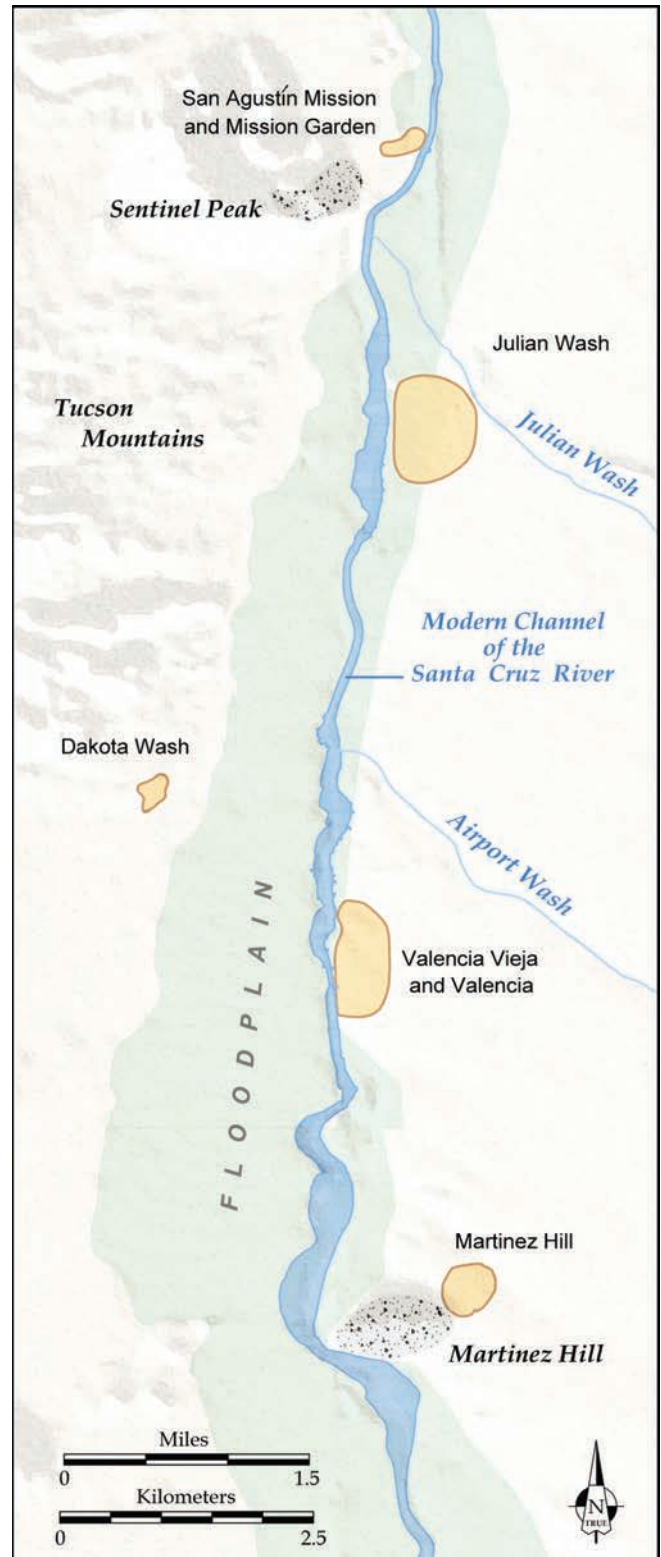 San Agustín Mission
and Mission Garden
Sentinel Peak
Julian Wash
Tucson
Mountains
Julian Wash
Modern Channel
of the
Santa Cruz River
Dakota Wash
Airport Wash
FLOODPLAIN
Valencia Vieja
and Valencia
Martinez Hill
Martinez Hill
Miles
0 1.5
Kilometers
0 2.5
N
TRUE